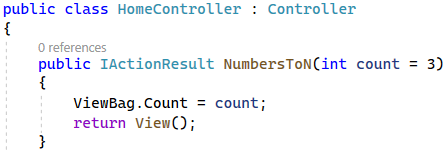 public class HomeController : Controller
{
0 references
public IActionResult NumbersToN(int count = 3)
{
ViewBag.Count = count;
return View();
}